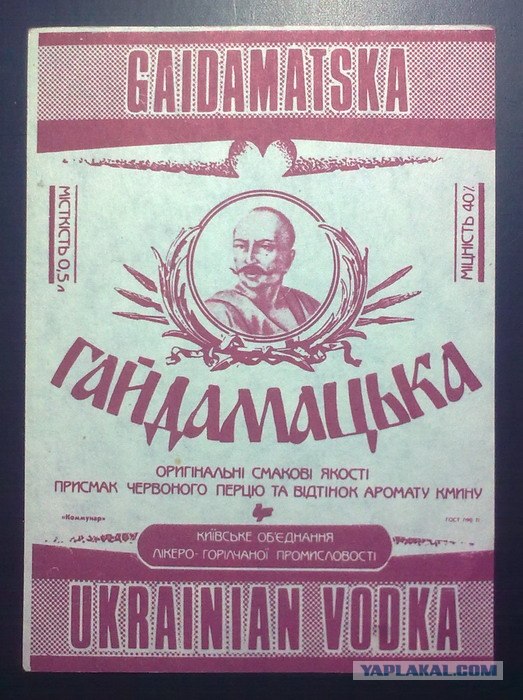 GAIDAMATSKA
МІСТКІСТЬ 0,5 л
МІЦНІСТЬ 40%
ГАЙДАМАЦЬКА
ОРИГІНАЛЬНІ СМАКОВІ ЯКОСТІ
ПРИСМАК ЧЕРВОНОГО ПЕРЦЮ ТА ВІДТІНОК АРОМАТУ КМИНУ
«Коммунар»
ГОСТ
КИЇВСЬКЕ ОБ'ЄДНАННЯ
ЛІКЕРО-ГОРІЛЧАНОЇ ПРОМИСЛОВОСТІ
UKRAINIAN VODKA
YAPLAKAL.COM